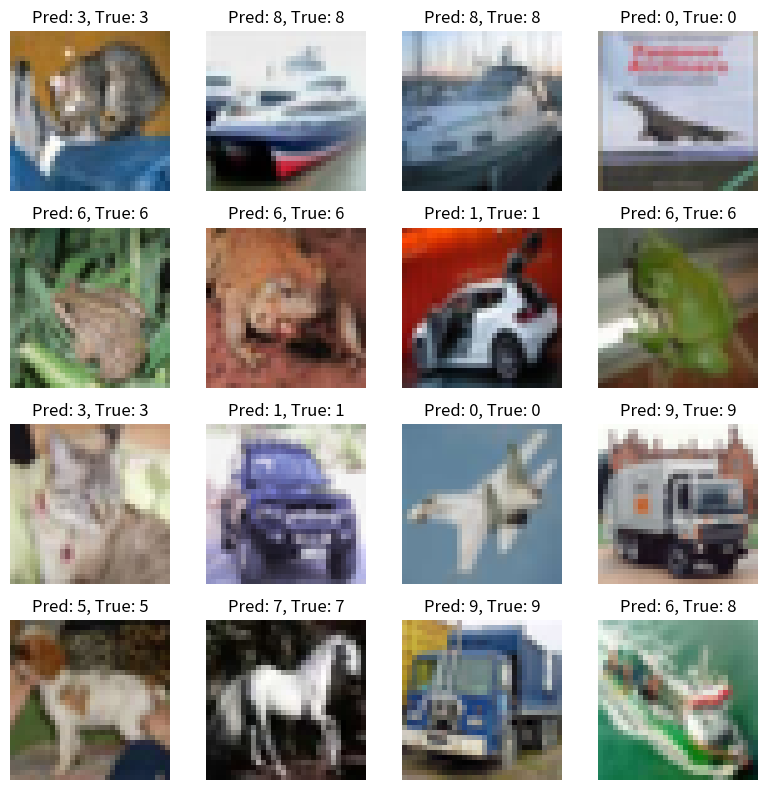 Pred: 3, True: 3
Pred: 8, True: 8
Pred: 8, True: 8
Pred: 0, True: 0
Pred: 6, True: 6
Pred: 6, True: 6
Pred: 1, True: 1
Pred: 6, True: 6
Pred: 3, True: 3
Pred: 1, True: 1
Pred: 0, True: 0
Pred: 9, True: 9
Pred: 5, True: 5
Pred: 7, True: 7
Pred: 9, True: 9
Pred: 6, True: 8